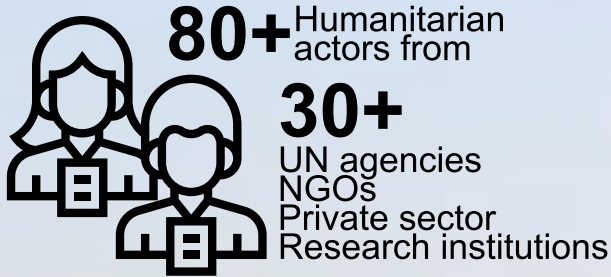 80+ Humanitarian
actors from
30+
UN agencies
NGOs
Private sector
Research institutions